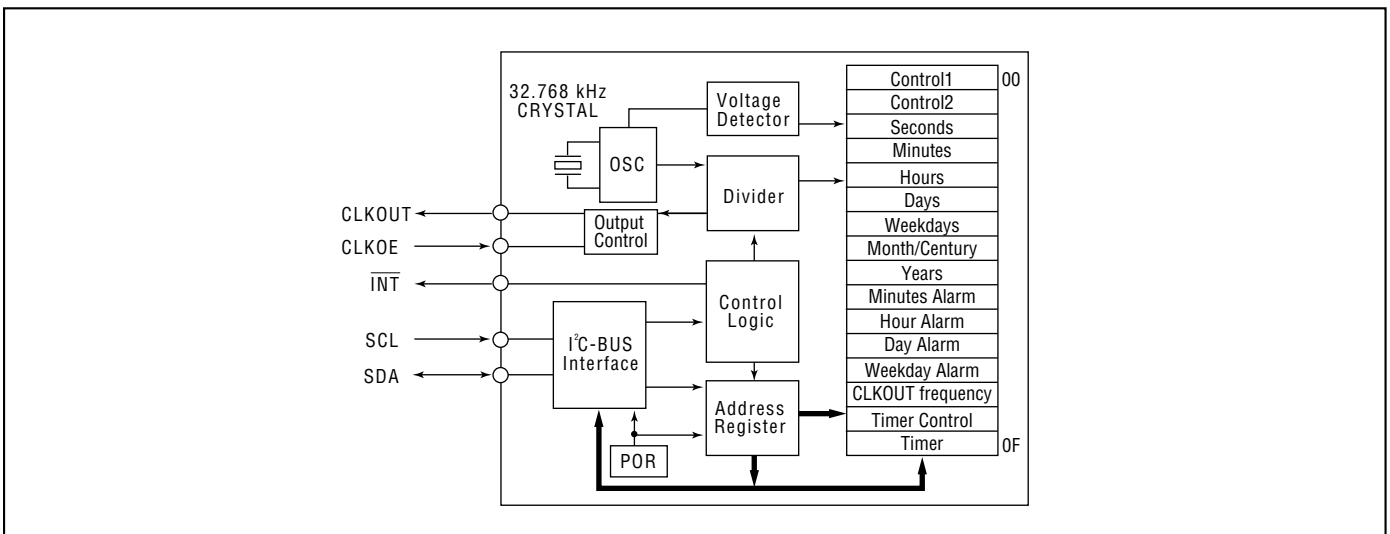 32.768 kHz
CRYSTAL
OSC
Voltage
Detector
Divider
Output
Control
CLKOUT
CLKOE
INT
SCL
SDA
I²C-BUS
Interface
Control
Logic
Address
Register
POR
Control1 00
Control2
Seconds
Minutes
Hours
Days
Weekdays
Month/Century
Years
Minutes Alarm
Hour Alarm
Day Alarm
Weekday Alarm
CLKOUT frequency
Timer Control
Timer 0F